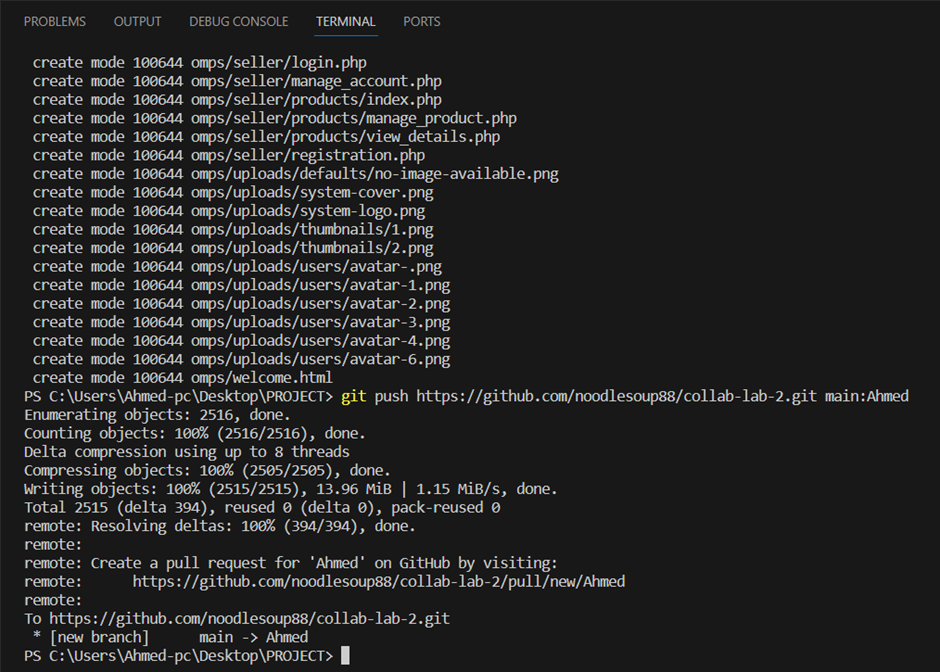 PROBLEMS OUTPUT DEBUG CONSOLE TERMINAL PORTS
create mode 100644 omps/seller/login.php
create mode 100644 omps/seller/manage_account.php
create mode 100644 omps/seller/products/index.php
create mode 100644 omps/seller/products/manage_product.php
create mode 100644 omps/seller/products/view_details.php
create mode 100644 omps/seller/registration.php
create mode 100644 omps/uploads/defaults/no-image-available.png
create mode 100644 omps/uploads/system-cover.png
create mode 100644 omps/uploads/system-logo.png
create mode 100644 omps/uploads/thumbnails/1.png
create mode 100644 omps/uploads/thumbnails/2.png
create mode 100644 omps/uploads/users/avatar-.png
create mode 100644 omps/uploads/users/avatar-1.png
create mode 100644 omps/uploads/users/avatar-2.png
create mode 100644 omps/uploads/users/avatar-3.png
create mode 100644 omps/uploads/users/avatar-4.png
create mode 100644 omps/uploads/users/avatar-6.png
create mode 100644 omps/welcome.html
PS C:\Users\Ahmed-pc\Desktop\PROJECT> git push https://github.com/noodlesoup88/collab-lab-2.git main:Ahmed
Enumerating objects: 2516, done.
Counting objects: 100% (2516/2516), done.
Delta compression using up to 8 threads
Compressing objects: 100% (2505/2505), done.
Writing objects: 100% (2515/2515), 13.96 MiB | 1.15 MiB/s, done.
Total 2515 (delta 394), reused 0 (delta 0), pack-reused 0
remote: Resolving deltas: 100% (394/394), done.
remote:
remote: Create a pull request for 'Ahmed' on GitHub by visiting:
remote:      https://github.com/noodlesoup88/collab-lab-2/pull/new/Ahmed
remote:
To https://github.com/noodlesoup88/collab-lab-2.git
 * [new branch]      main -> Ahmed
PS C:\Users\Ahmed-pc\Desktop\PROJECT>